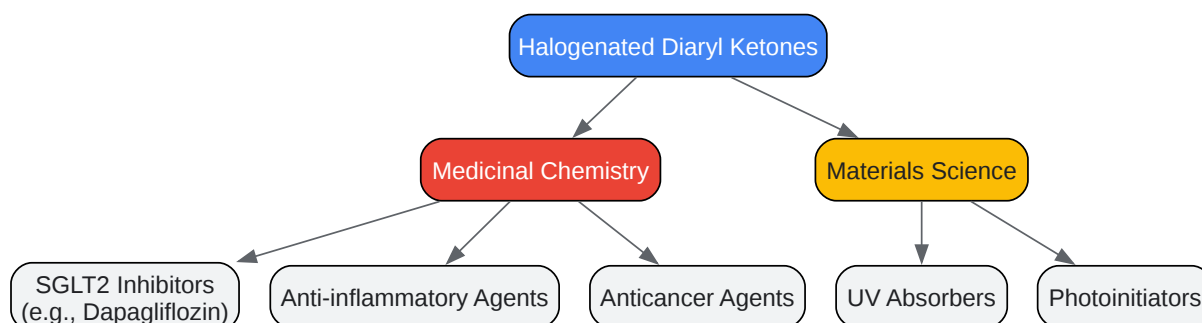 Halogenated Diaryl Ketones
Medicinal Chemistry
Materials Science
SGLT2 Inhibitors
(e.g., Dapagliflozin)
Anti-inflammatory Agents
Anticancer Agents
UV Absorbers
Photoinitiators